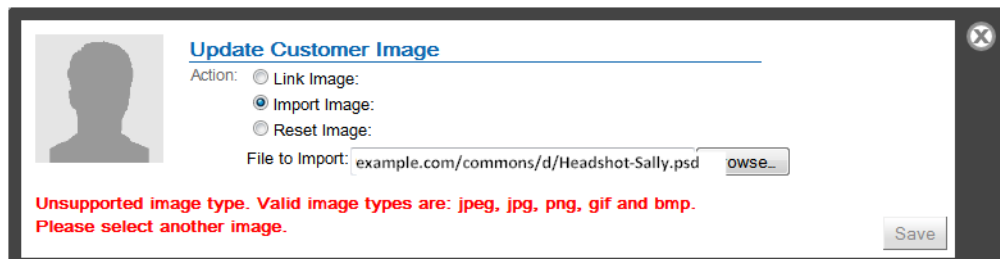 Update Customer Image
Action: Link Image:
Import Image:
Reset Image:
File to Import: example.com/commons/d/Headshot-Sally.psd owse...
Unsupported image type. Valid image types are: jpeg, jpg, png, gif and bmp.
Please select another image.
Save